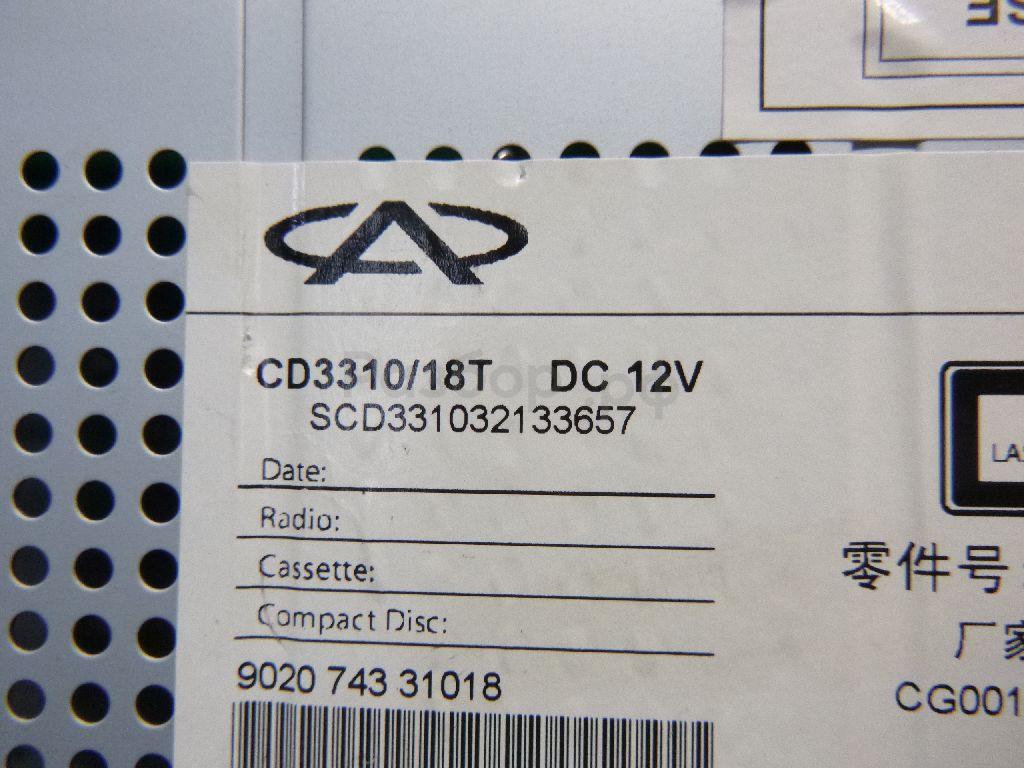 CD3310/18T DC 12V
SCD331032133657
Date:
Radio:
Cassette:
Compact Disc:
9020 743 31018
零件号
厂家
CG001